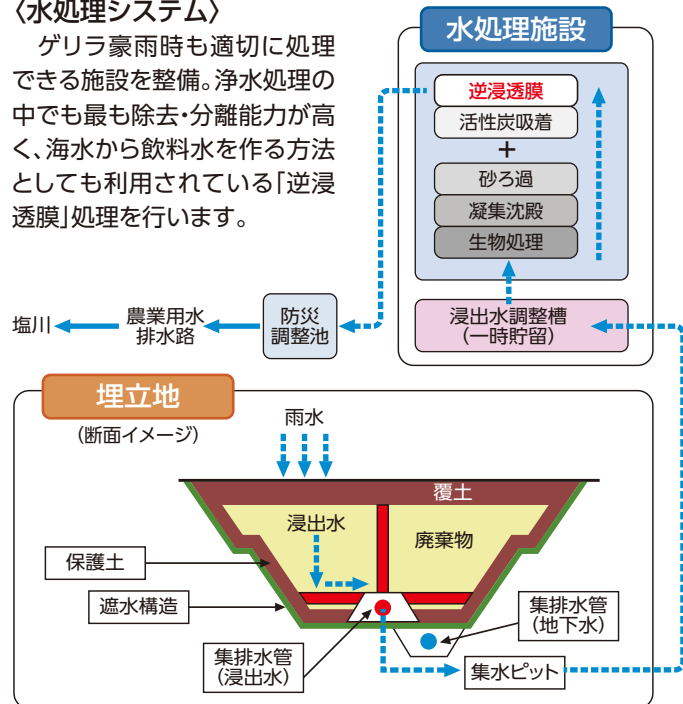 〈水処理システム〉
ゲリラ豪雨時も適切に処理
できる施設を整備。浄水処理の
中でも最も除去・分離能力が高
く、海水から飲料水を作る方法
としても利用されている「逆浸
透膜」処理を行います。
水処理施設
逆浸透膜
活性炭吸着
+
砂ろ過
凝集沈殿
生物処理
浸出水調整槽
(一時貯留)
防災
調整池
農業用水
排水路
塩川
埋立地
(断面イメージ)
雨水
覆土
浸出水
廃棄物
保護土
遮水構造
集排水管
(浸出水)
集排水管
(地下水)
集水ピット